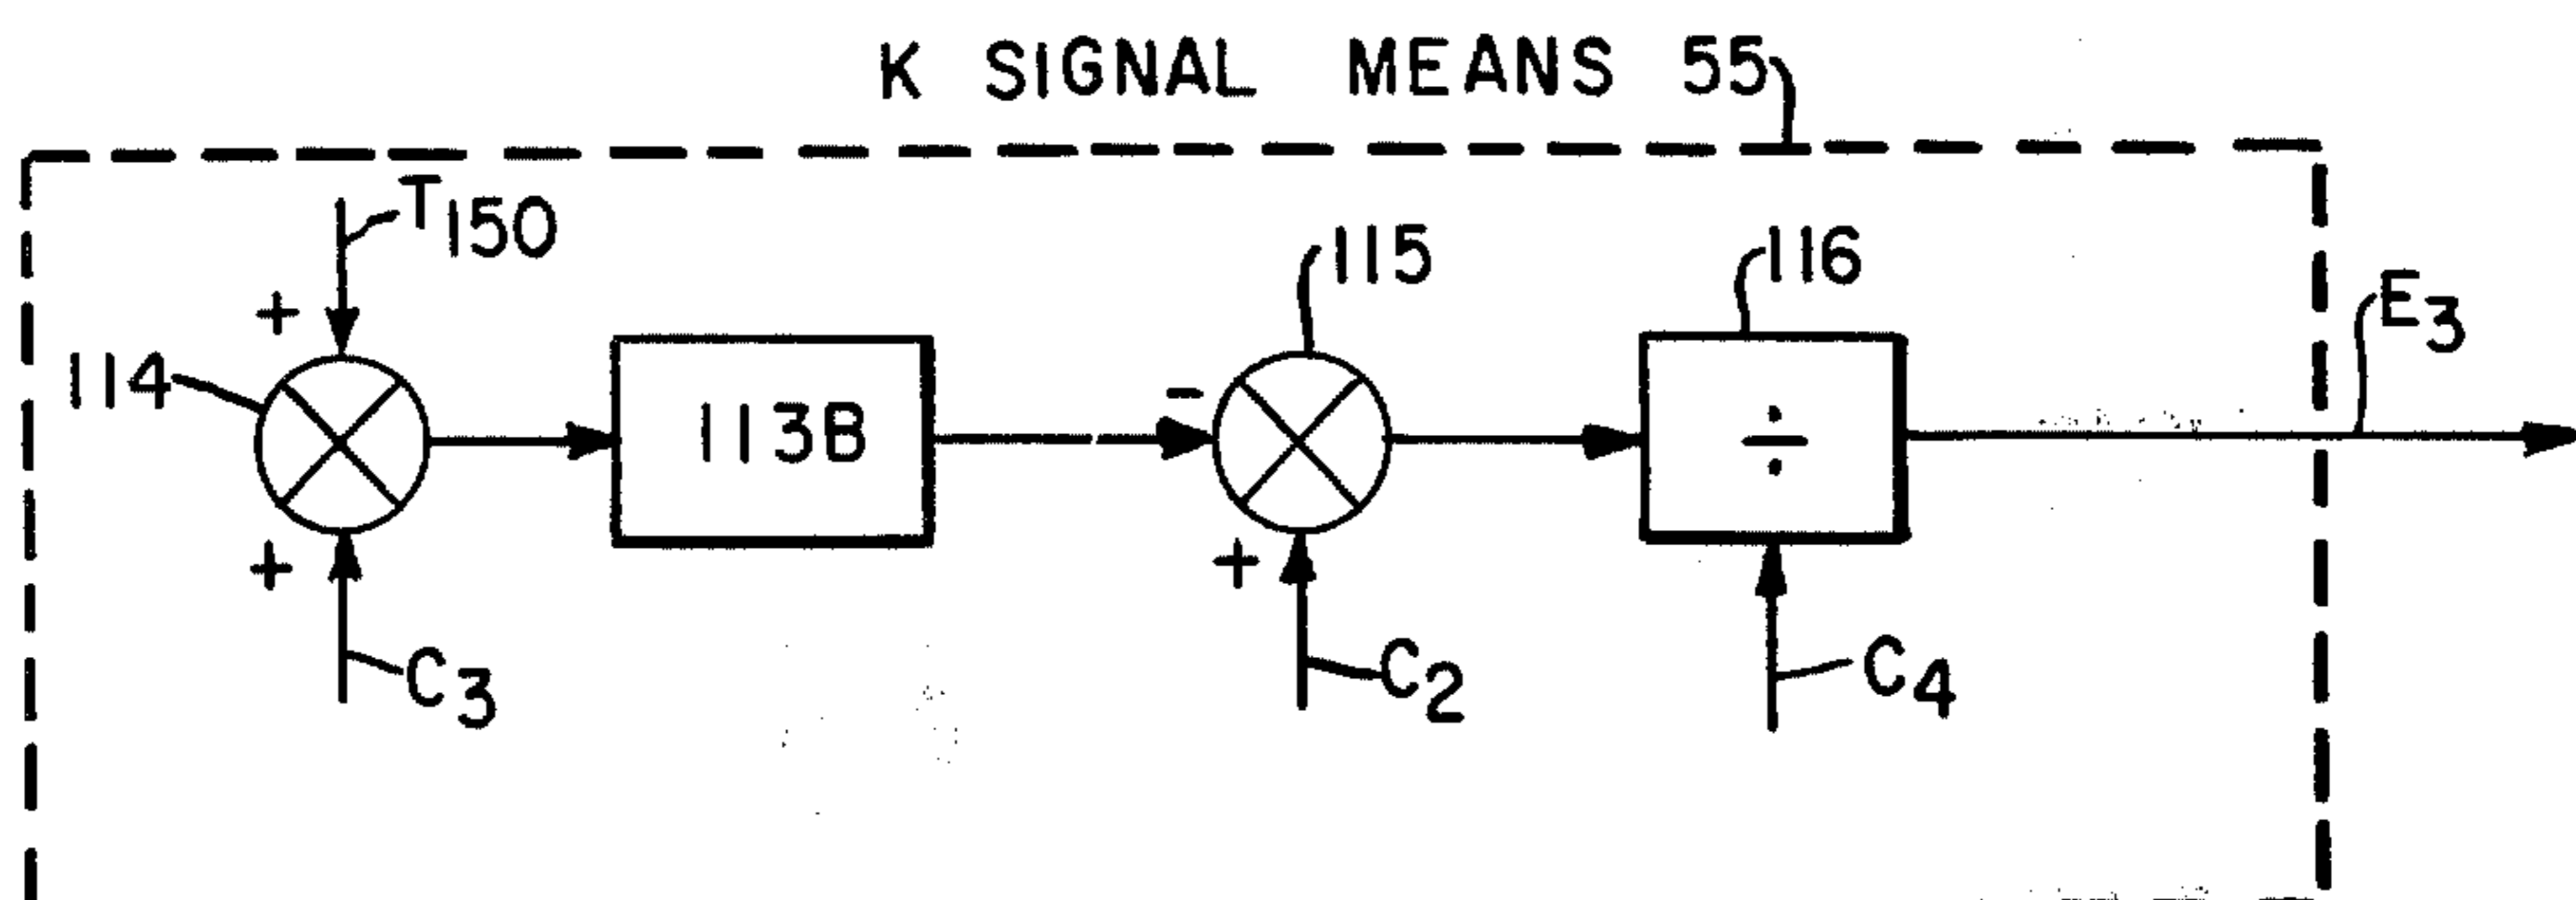 K SIGNAL MEANS 55
T150
+
114
+
C3
113B
115
-
+
C2
116
÷
C4
E3